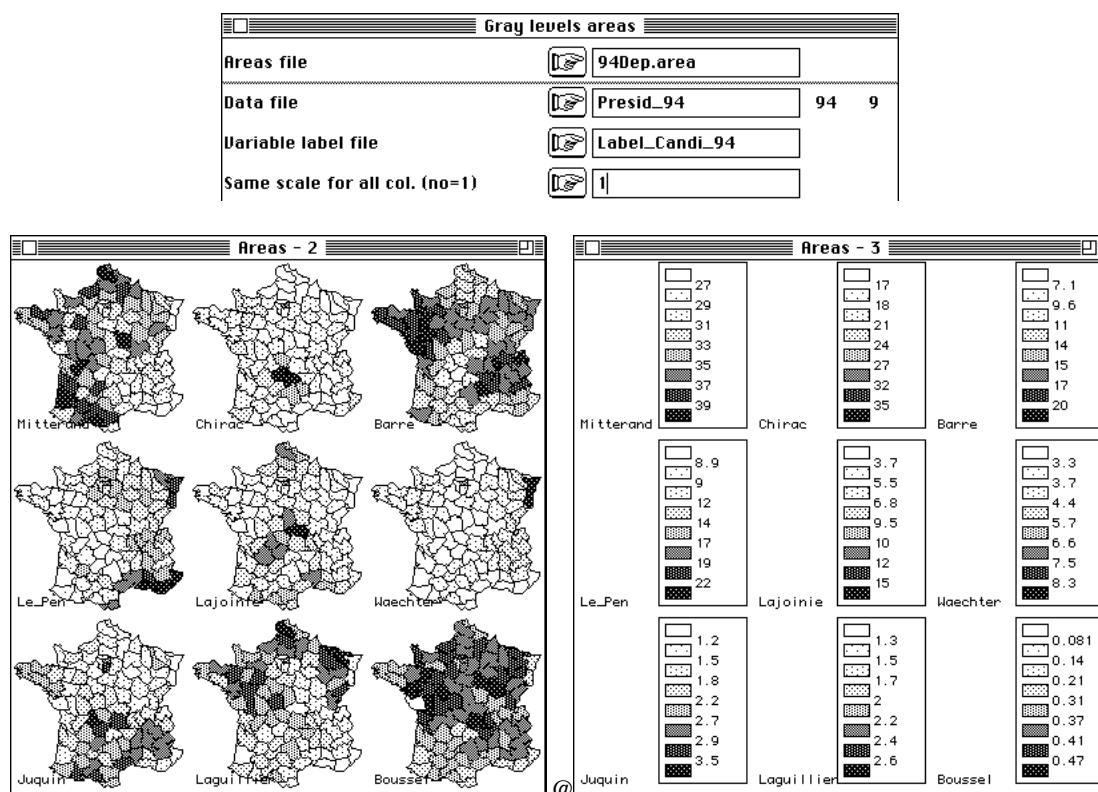 Gray levels areas
Areas file 94Dep.area
Data file Presid_94 94 9
Variable label file Label_Candi_94
Same scale for all col. (no=1) 1
Areas - 2
Mitterand Chirac Barre
Le_Pen Lajoinie Waechter
Juquin Laguillier Boussel
@
Areas - 3
27 17 7.1
29 18 9.6
31 21 11
33 24 14
35 27 15
37 32 17
39 35 20
Mitterand Chirac Barre
8.9 3.7 3.3
9 5.5 3.7
12 6.8 4.4
14 9.5 5.7
17 10 6.6
19 12 7.5
22 15 8.3
Le_Pen Lajoinie Waechter
1.2 1.3 0.081
1.5 1.5 0.14
1.8 1.7 0.21
2.2 2 0.31
2.7 2.2 0.37
2.9 2.4 0.41
3.5 2.6 0.47
Juquin Laguillier Boussel